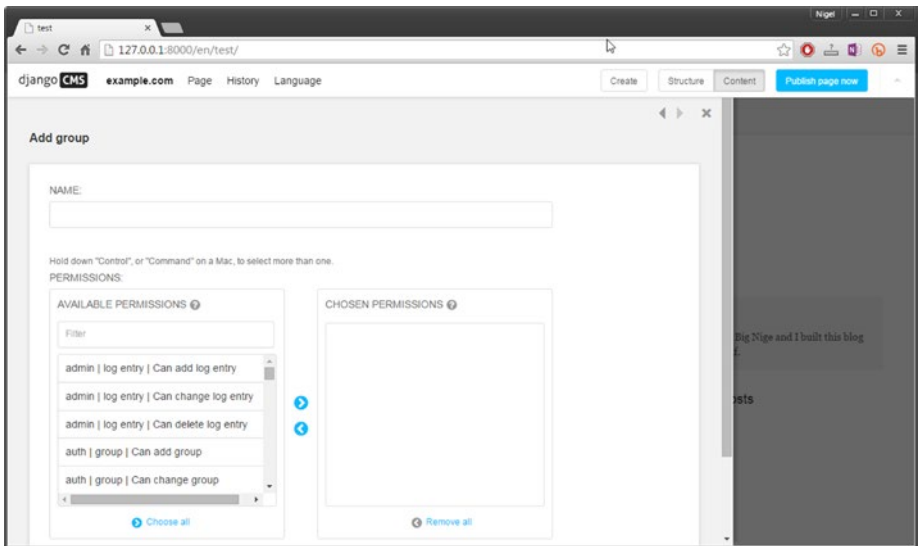 Nigel
test
127.0.0.1:8000/en/test/
django CMS example.com Page History Language Create Structure Content Publish page now
Add group
NAME:
Hold down "Control", or "Command" on a Mac, to select more than one.
PERMISSIONS:
AVAILABLE PERMISSIONS
Filter
admin | log entry | Can add log entry
admin | log entry | Can change log entry
admin | log entry | Can delete log entry
auth | group | Can add group
auth | group | Can change group
Choose all
CHOSEN PERMISSIONS
Remove all
Big Nige and I built this blog
f.
osts